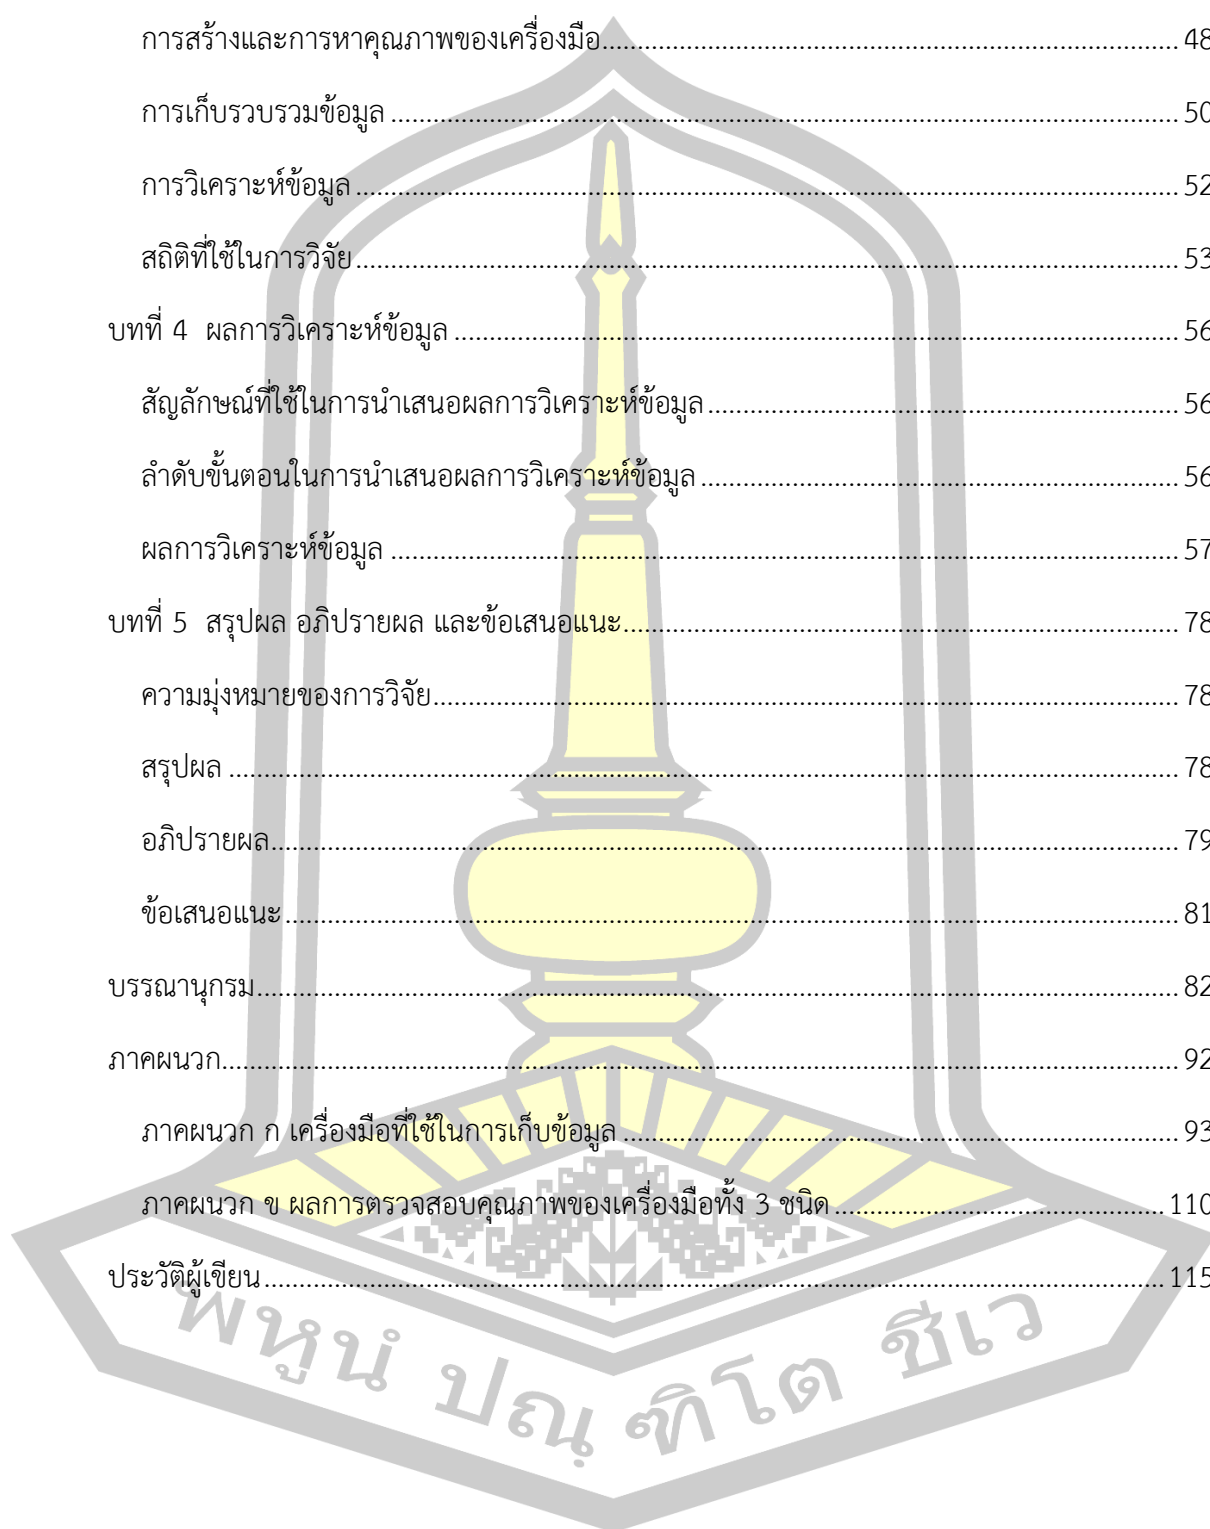 การสร้างและการหาคุณภาพของเครื่องมือ........................................................................ 48
การเก็บรวบรวมข้อมูล ........................................................................ 50
การวิเคราะห์ข้อมูล ........................................................................ 52
สถิติที่ใช้ในการวิจัย ........................................................................ 53
บทที่ 4 ผลการวิเคราะห์ข้อมูล ........................................................................ 56
สัญลักษณ์ที่ใช้ในการนำเสนอผลการวิเคราะห์ข้อมูล ........................................................................ 56
ลำดับขั้นตอนในการนำเสนอผลการวิเคราะห์ข้อมูล ........................................................................ 56
ผลการวิเคราะห์ข้อมูล ........................................................................ 57
บทที่ 5 สรุปผล อภิปรายผล และข้อเสนอแนะ........................................................................ 78
ความมุ่งหมายของการวิจัย........................................................................ 78
สรุปผล ........................................................................ 78
อภิปรายผล........................................................................ 79
ข้อเสนอแนะ ........................................................................ 81
บรรณานุกรม........................................................................ 82
ภาคผนวก........................................................................ 92
ภาคผนวก ก เครื่องมือที่ใช้ในการเก็บข้อมูล ........................................................................ 93
ภาคผนวก ข ผลการตรวจสอบคุณภาพของเครื่องมือทั้ง 3 ชนิด ........................................................................ 110
ประวัติผู้เขียน ........................................................................ 115
พหูนํ ปณฺฑิโต ชีเว